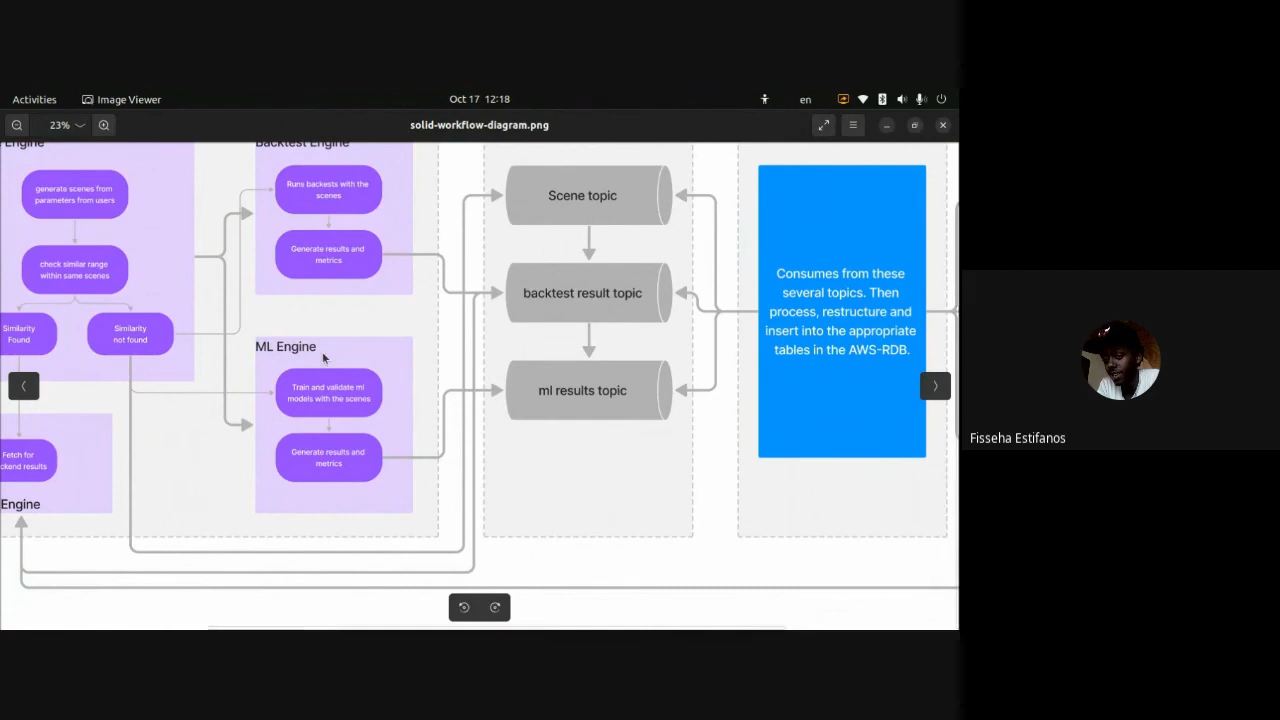 Activities
Image Viewer
Oct 17 12:18
en
23%
solid-workflow-diagram.png
Engine
generate scenes from
parameters from users
check similar range
within same scenes
Similarity
Found
Similarity
not found
Fetch for
ckend results
Engine
Backtest Engine
Runs backests with the
scenes
Generate results and
metrics
ML Engine
Train and validate ml
models with the scenes
Generate results and
metrics
Scene topic
backtest result topic
ml results topic
Consumes from these
several topics. Then
process, restructure and
insert into the appropriate
tables in the AWS-RDB.
Fisseha Estifanos